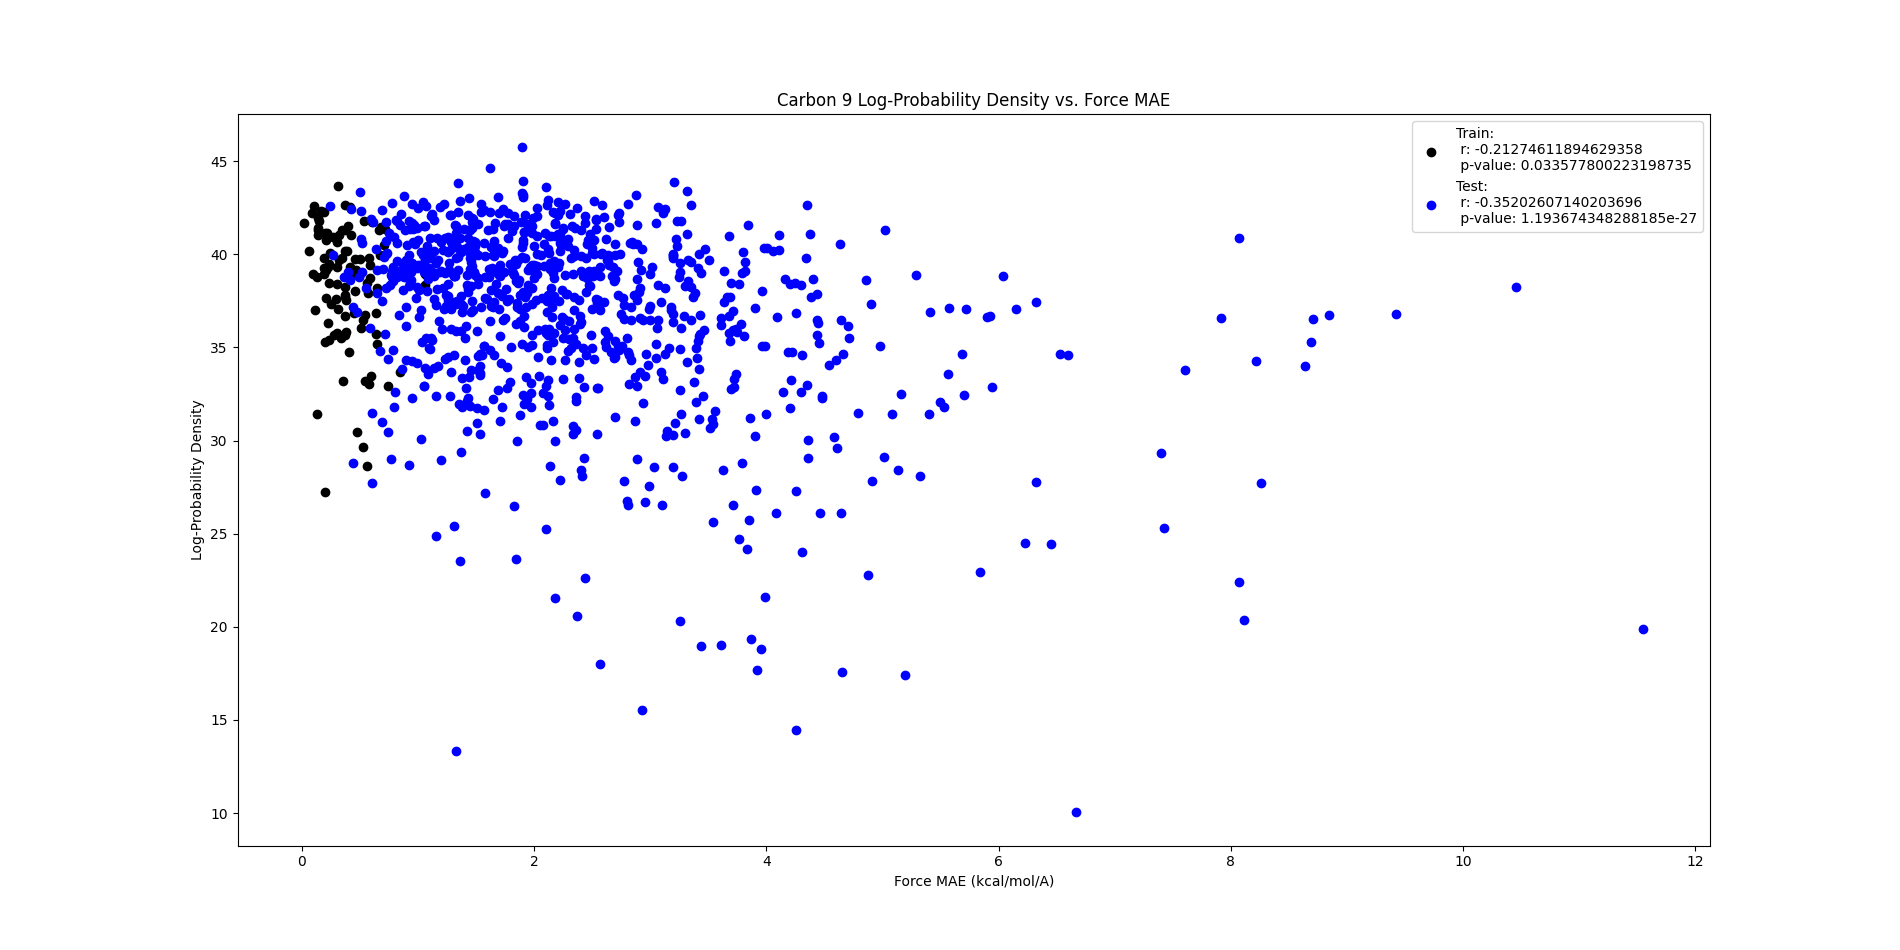 Carbon 9 Log-Probability Density vs. Force MAE
Train:
r: -0.21274611894629358
p-value: 0.033577800223198735
Test:
r: -0.35202607140203696
p-value: 1.193674348288185e-27
Log-Probability Density
45
40
35
30
25
20
15
10
0 2 4 6 8 10 12
Force MAE (kcal/mol/A)